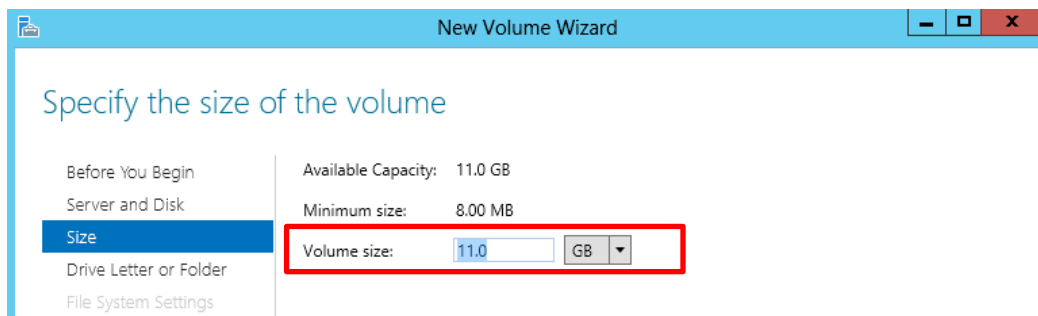 New Volume Wizard
Specify the size of the volume
Before You Begin
Server and Disk
Size
Drive Letter or Folder
File System Settings
Available Capacity: 11.0 GB
Minimum size: 8.00 MB
Volume size: 11.0 GB